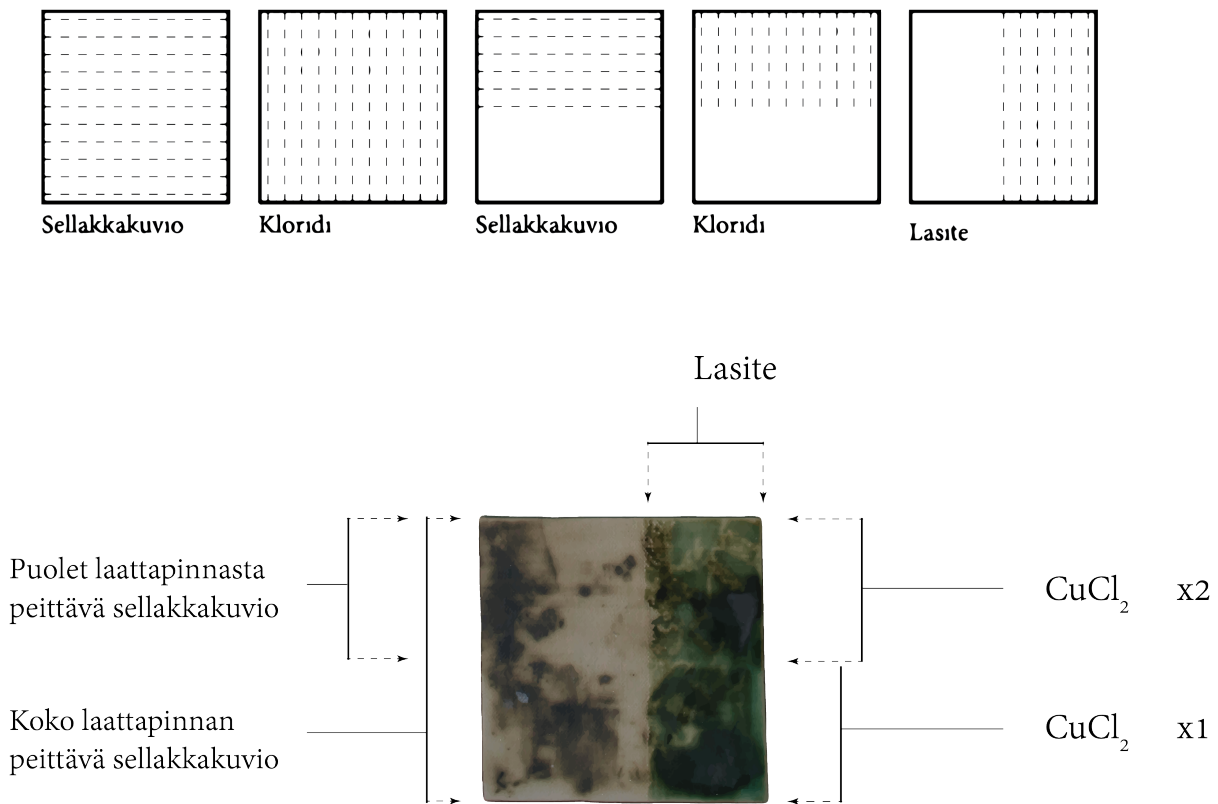 Sellakkakuvio
Kloridi
Sellakkakuvio
Kloridi
Lasite
Lasite
Puolet laattapinnasta
peittävä sellakkakuvio
CuCl₂ x2
Koko laattapinnan
peittävä sellakkakuvio
CuCl₂ x1